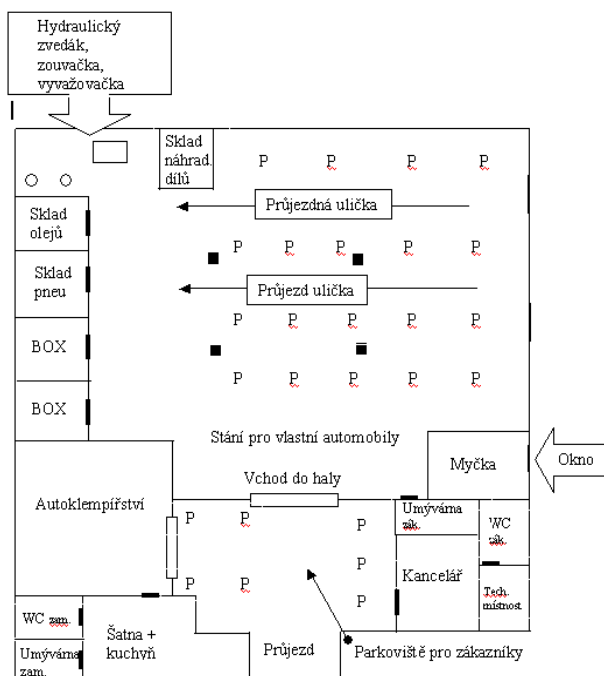 Hydraulický
zvedák,
zouvačka,
vyvažovačka
Sklad
náhrad.
dílů
P P P P
Průjezdná ulička
Sklad
olejů
P P P P P
Sklad
pneu
Průjezd ulička
P P P P P
BOX
P P P P P
BOX
Stání pro vlastní automobily
Myčka
Okno
Vchod do haly
Autoklempířství
P P P
Umývárna
zák.
WC
zák.
P
Kancelář
P P P
Tech.
místnost
P
WC zam.
Šatna +
kuchyň
Umývárna
zam.
Průjezd
Parkoviště pro zákazníky